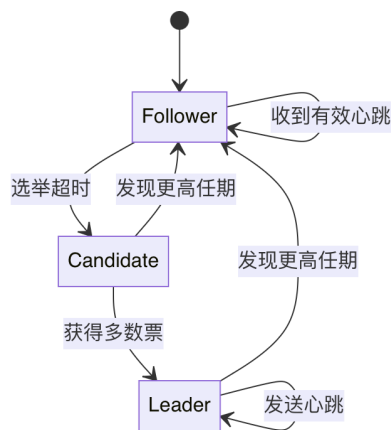 Follower
收到有效心跳
选举超时
发现更高任期
Candidate
发现更高任期
获得多数票
Leader
发送心跳